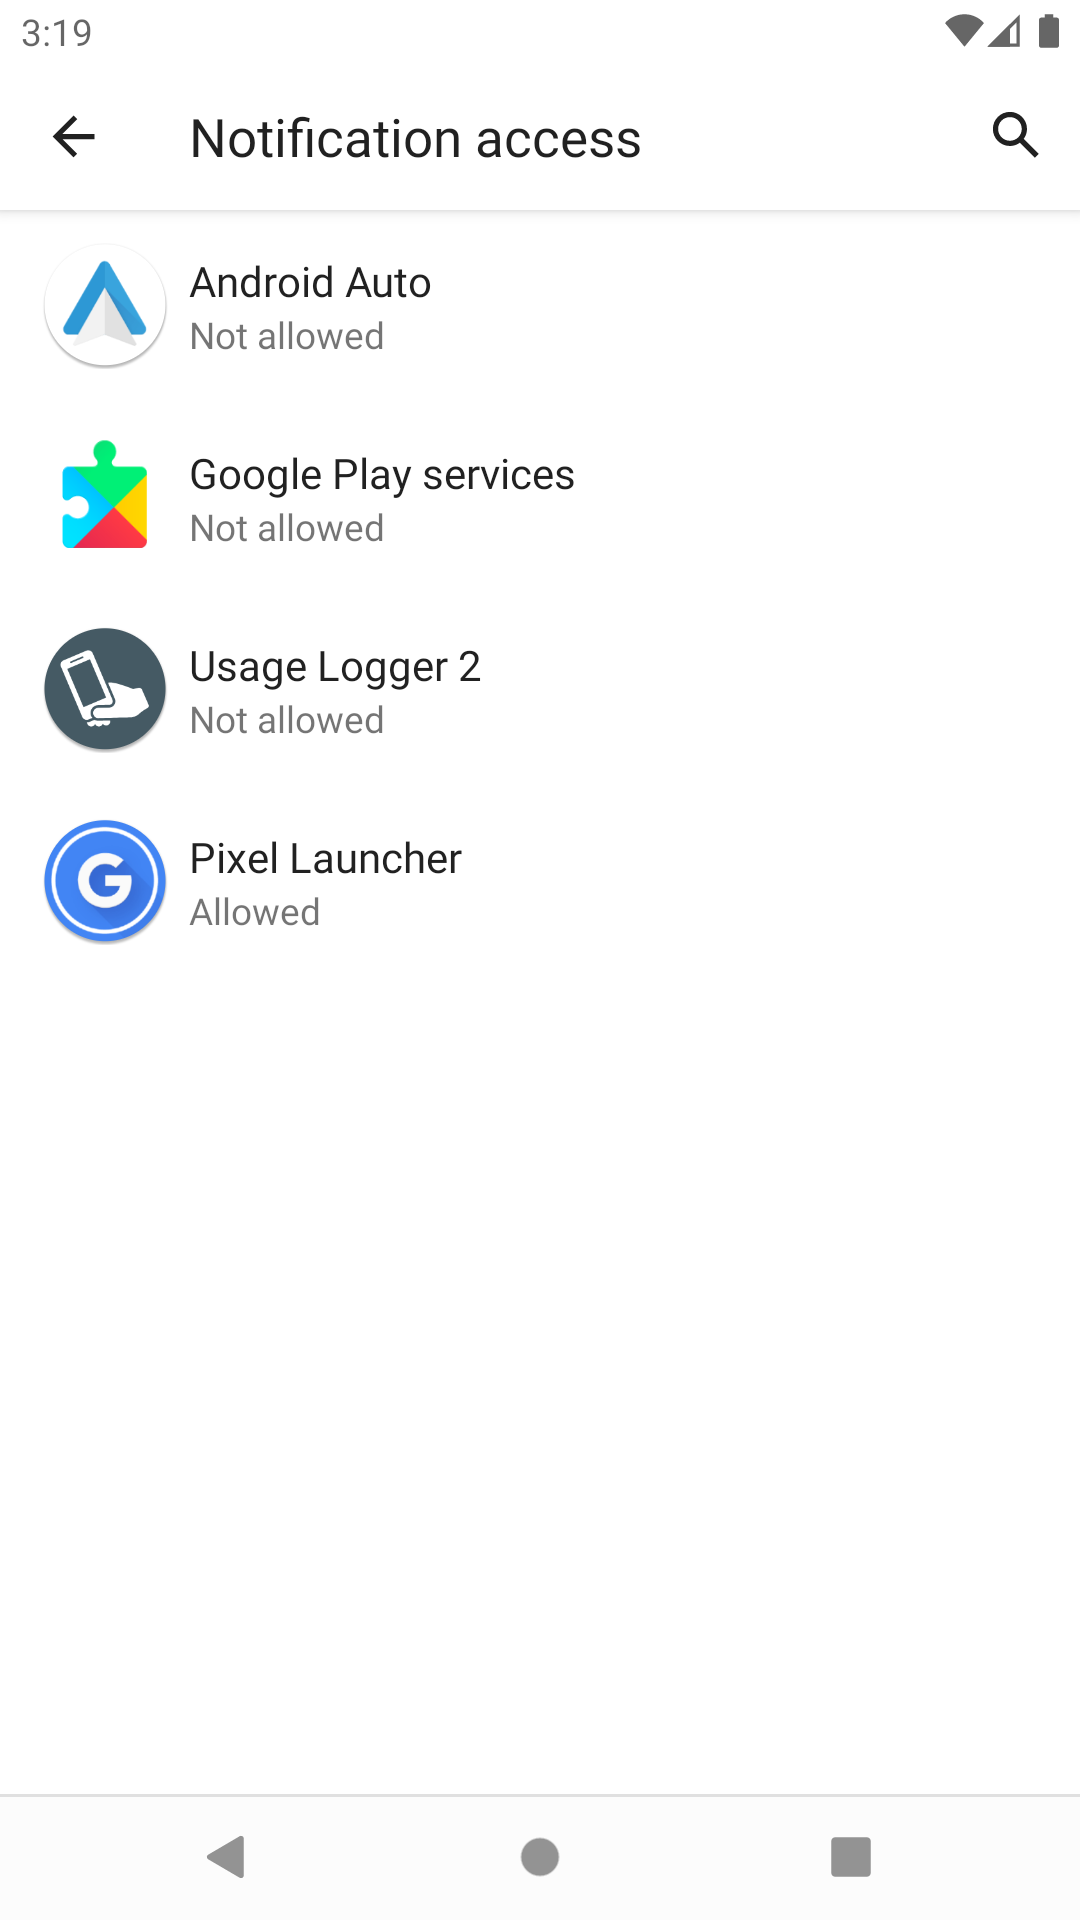 3:19
Notification access
Android Auto
Not allowed
Google Play services
Not allowed
Usage Logger 2
Not allowed
Pixel Launcher
Allowed